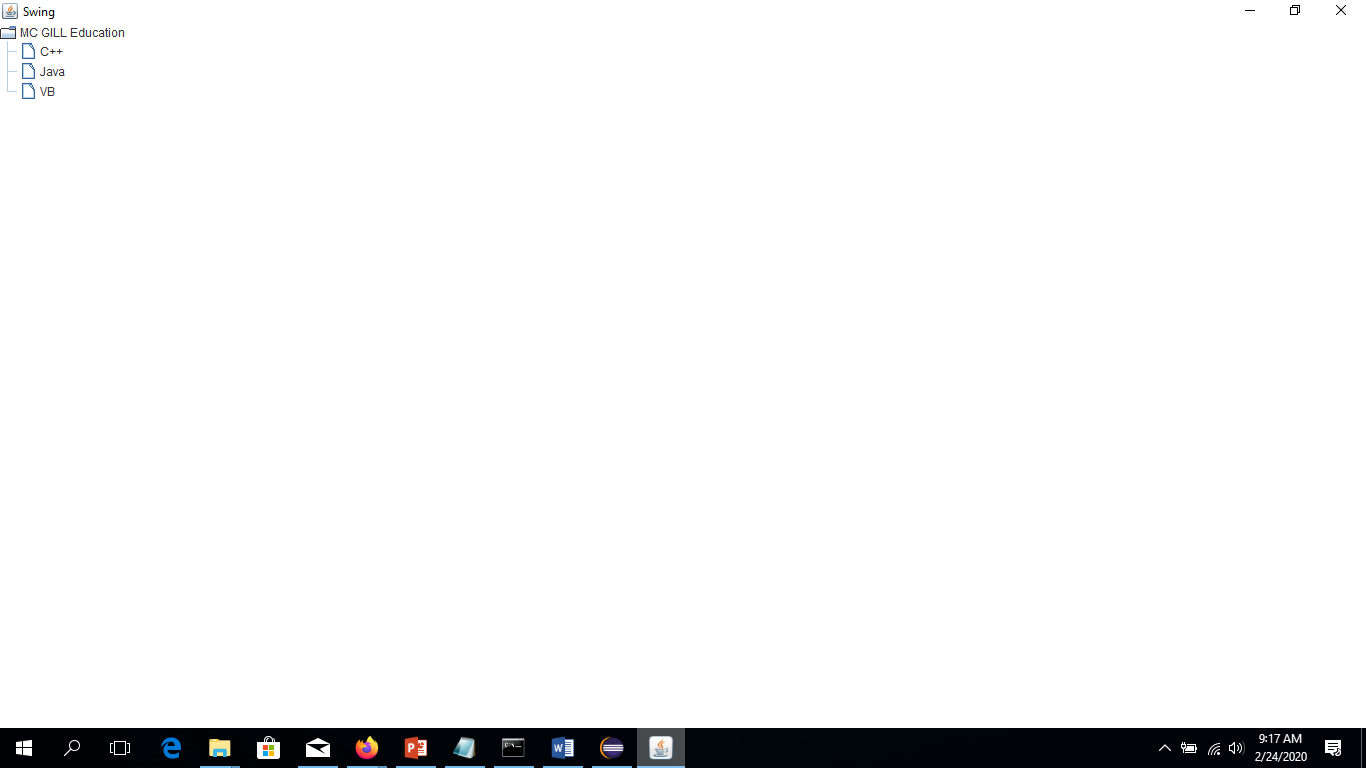 Swing
MC GILL Education
C++
Java
VB
9:17 AM
2/24/2020